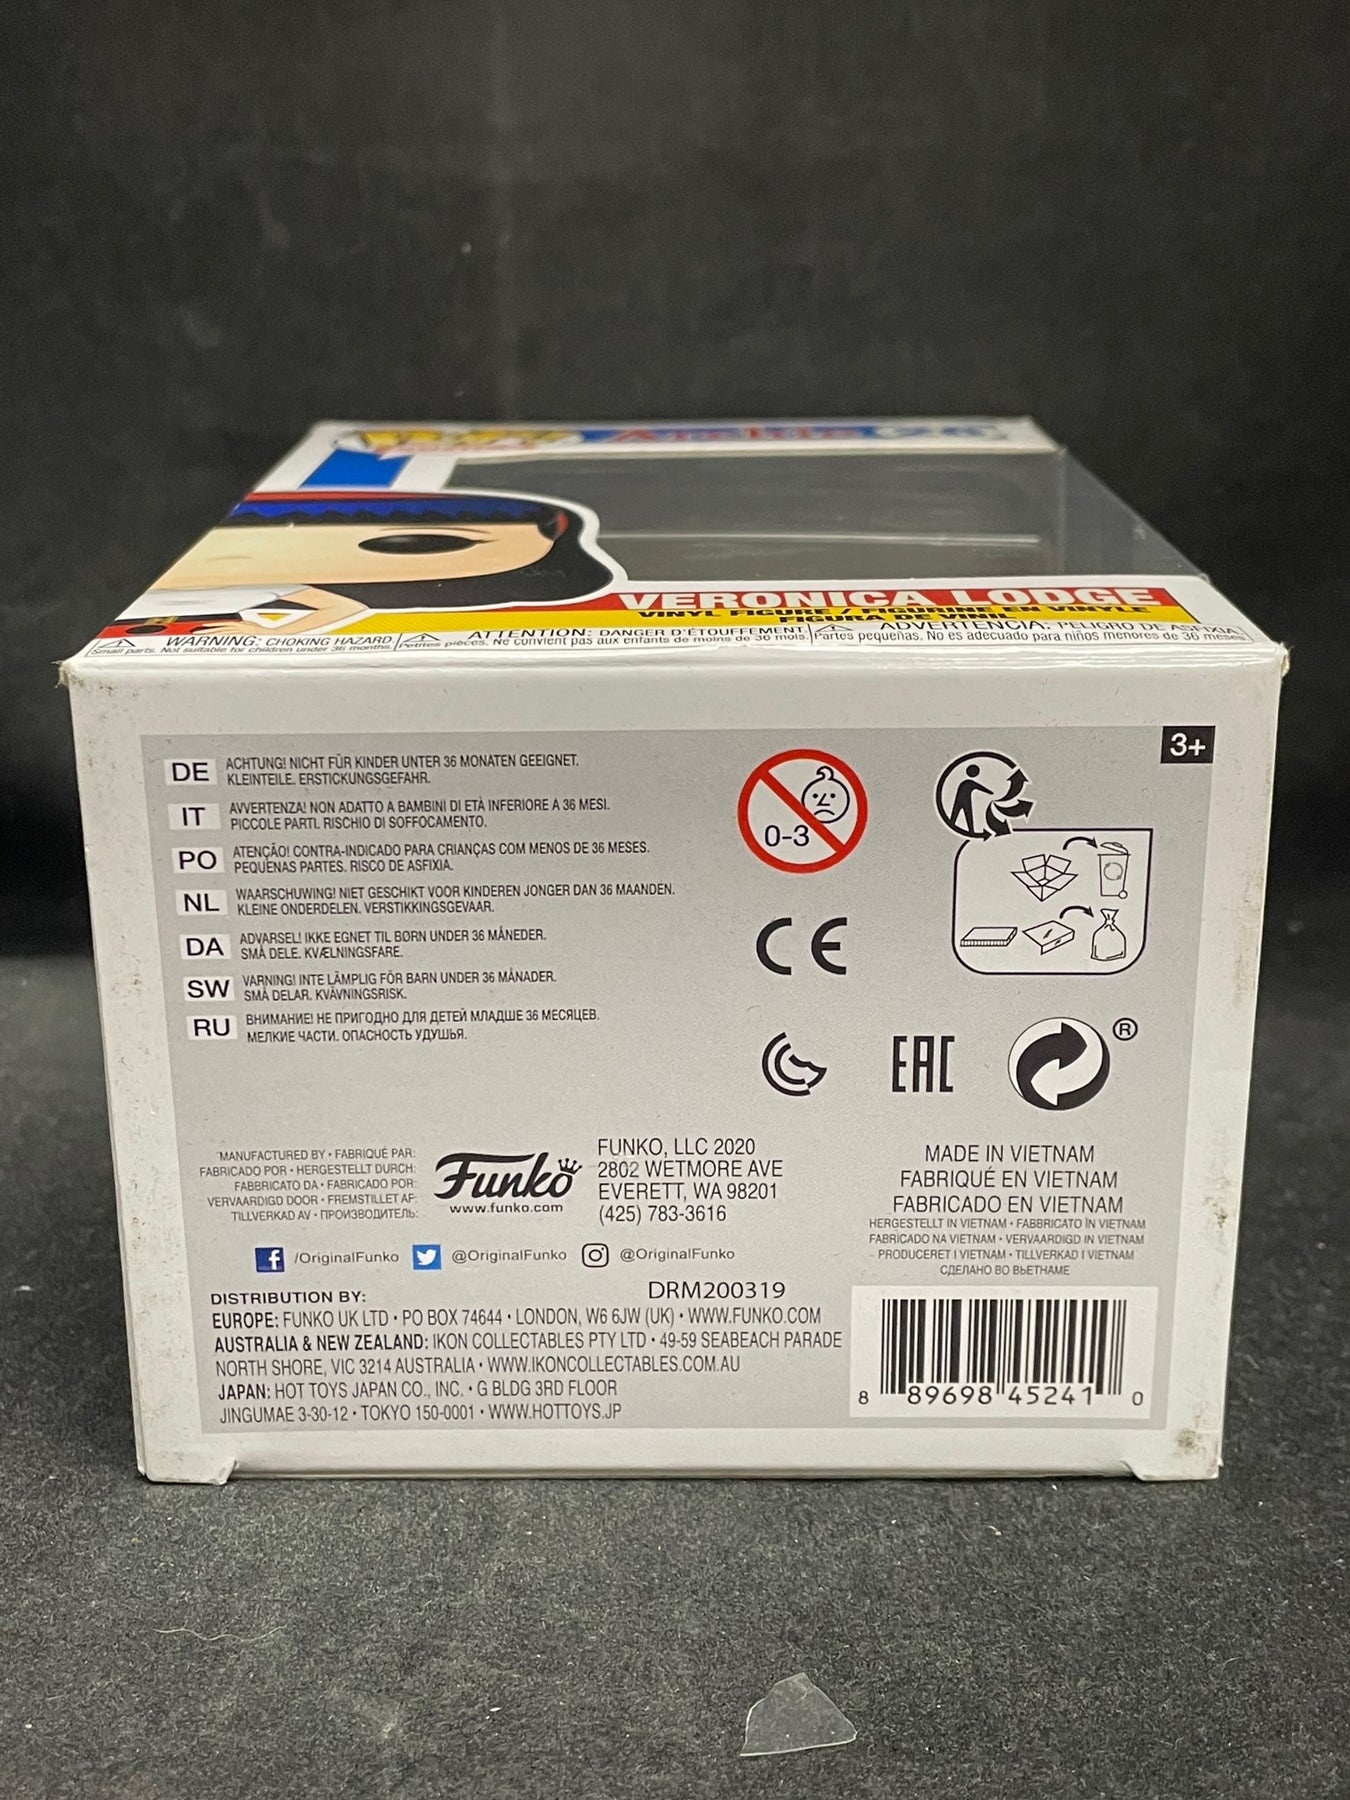 POP!
Archie
VERONICA LODGE
VINYL FIGURE / FIGURINE EN VINYLE
FIGURA DE VINILO
WARNING: CHOKING HAZARD.
Small parts. Not suitable for children under 36 months.
ATTENTION: DANGER D'ÉTOUFFEMENT.
Petites pièces. Ne convient pas aux enfants de moins de 36 mois.
ADVERTENCIA: PELIGRO DE ASFIXIA.
Partes pequeñas. No es adecuado para niños menores de 36 meses.
3+
DE ACHTUNG! NICHT FÜR KINDER UNTER 36 MONATEN GEEIGNET.
KLEINTEILE. ERSTICKUNGSGEFAHR.
IT AVVERTENZA! NON ADATTO A BAMBINI DI ETÀ INFERIORE A 36 MESI.
PICCOLE PARTI. RISCHIO DI SOFFOCAMENTO.
PO ATENÇÃO! CONTRA-INDICADO PARA CRIANÇAS COM MENOS DE 36 MESES.
PEQUENAS PARTES. RISCO DE ASFIXIA.
NL WAARSCHUWING! NIET GESCHIKT VOOR KINDEREN JONGER DAN 36 MAANDEN.
KLEINE ONDERDELEN. VERSTIKKINGSGEVAAR.
DA ADVARSEL! IKKE EGNET TIL BØRN UNDER 36 MÅNEDER.
SMÅ DELE. KVÆLNINGSFARE.
SW VARNING! INTE LÄMPLIG FÖR BARN UNDER 36 MÅNADER.
SMÅ DELAR. KVÄVNINGSRISK.
RU ВНИМАНИЕ! НЕ ПРИГОДНО ДЛЯ ДЕТЕЙ МЛАДШЕ 36 МЕСЯЦЕВ.
МЕЛКИЕ ЧАСТИ. ОПАСНОСТЬ УДУШЬЯ.
0-3
CE
EAC
®
MANUFACTURED BY • FABRIQUÉ PAR:
FABRICADO POR • HERGESTELLT DURCH:
FABBRICATO DA • FABRICADO POR:
VERVAARDIGD DOOR • FREMSTILLET AF:
TILLVERKAD AV • ПРОИЗВОДИТЕЛЬ:
Funko
www.funko.com
FUNKO, LLC 2020
2802 WETMORE AVE
EVERETT, WA 98201
(425) 783-3616
MADE IN VIETNAM
FABRIQUÉ EN VIETNAM
FABRICADO EN VIETNAM
HERGESTELLT IN VIETNAM • FABBRICATO IN VIETNAM
FABRICADO NA VIETNAM • VERVAARDIGD IN VIETNAM
PRODUCERET I VIETNAM • TILLVERKAD I VIETNAM
СДЕЛАНО ВО ВЬЕТНАМЕ
/OriginalFunko @OriginalFunko @OriginalFunko
DRM200319
DISTRIBUTION BY:
EUROPE: FUNKO UK LTD • PO BOX 74644 • LONDON, W6 6JW (UK) • WWW.FUNKO.COM
AUSTRALIA & NEW ZEALAND: IKON COLLECTABLES PTY LTD • 49-59 SEABEACH PARADE
NORTH SHORE, VIC 3214 AUSTRALIA • WWW.IKONCOLLECTABLES.COM.AU
JAPAN: HOT TOYS JAPAN CO., INC. • G BLDG 3RD FLOOR
JINGUMAE 3-30-12 • TOKYO 150-0001 • WWW.HOTTOYS.JP
8 89698 45241 0